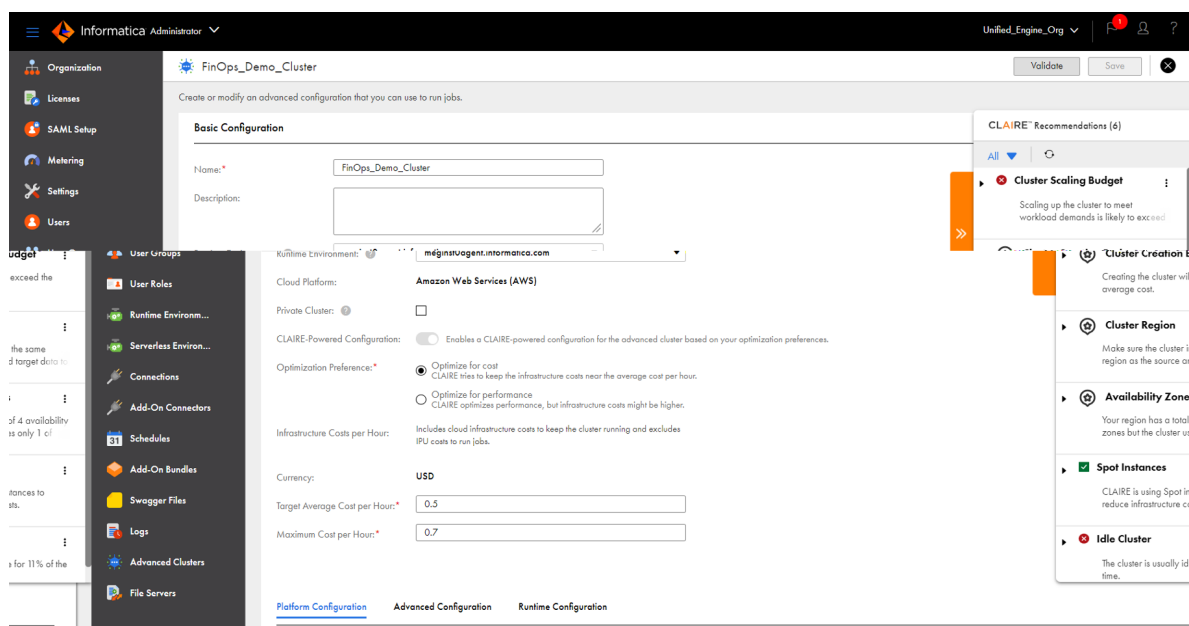 Informatica Administrator
Unified_Engine_Org
1
?
Organization
FinOps_Demo_Cluster
Validate
Save
Licenses
Create or modify an advanced configuration that you can use to run jobs.
SAML Setup
Basic Configuration
CLAIRE™ Recommendations (6)
Metering
All
Name:*
FinOps_Demo_Cluster
Settings
Description:
Cluster Scaling Budget
Scaling up the cluster to meet
workload demands is likely to exceed
Users
udget
User Groups
Runtime Environment:*
Cluster Creation
exceed the
User Roles
Cloud Platform:
Amazon Web Services (AWS)
Creating the cluster wil
average cost.
Runtime Environm...
Private Cluster:
the same
d target data to
Serverless Environ...
CLAIRE-Powered Configuration:
Enables a CLAIRE-powered configuration for the advanced cluster based on your optimization preferences.
Cluster Region
Make sure the cluster i
region as the source a
Connections
Optimization Preference:*
Optimize for cost
CLAIRE tries to keep the infrastructure costs near the average cost per hour.
Add-On Connectors
Optimize for performance
CLAIRE optimizes performance, but infrastructure costs might be higher.
Availability Zone
of 4 availability
es only 1 of
31
Schedules
Infrastructure Costs per Hour:
Includes cloud infrastructure costs to keep the cluster running and excludes
IPU costs to run jobs.
Your region has a total
zones but the cluster us
Add-On Bundles
Currency:
USD
Spot Instances
tances to
sts.
Swagger Files
Target Average Cost per Hour:*
0.5
CLAIRE is using Spot in
reduce infrastructure co
Logs
Maximum Cost per Hour:*
0.7
Idle Cluster
e for 11% of the
Advanced Clusters
The cluster is usually id
time.
File Servers
Platform Configuration
Advanced Configuration
Runtime Configuration